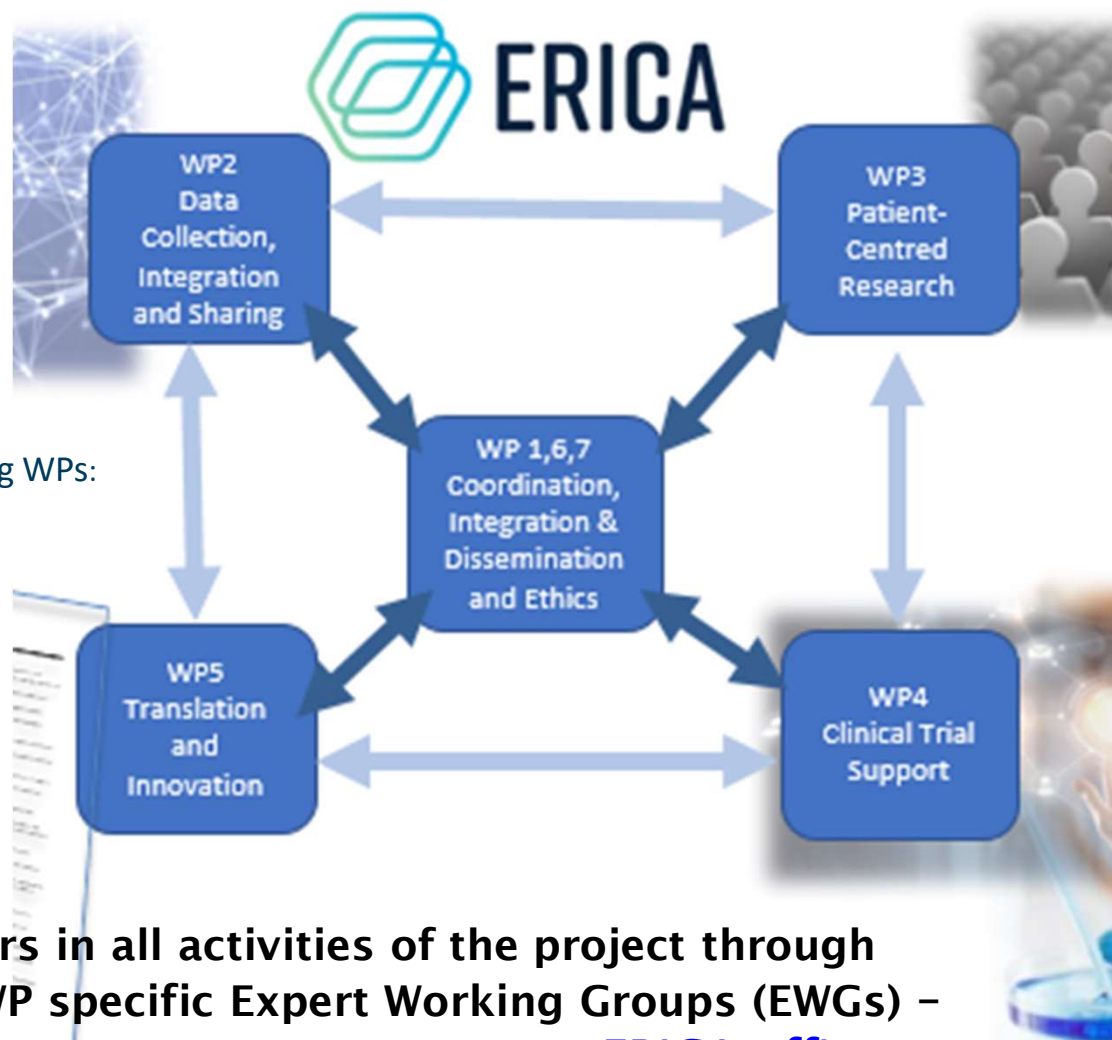 ERICA
WP2
Data
Collection,
Integration
and Sharing
WP3
Patient-
Centred
Research
g WPs:
WP 1,6,7
Coordination,
Integration &
Dissemination
and Ethics
WP5
Translation
and
Innovation
WP4
Clinical Trial
Support
rs in all activities of the project through
WP specific Expert Working Groups (EWGs) –